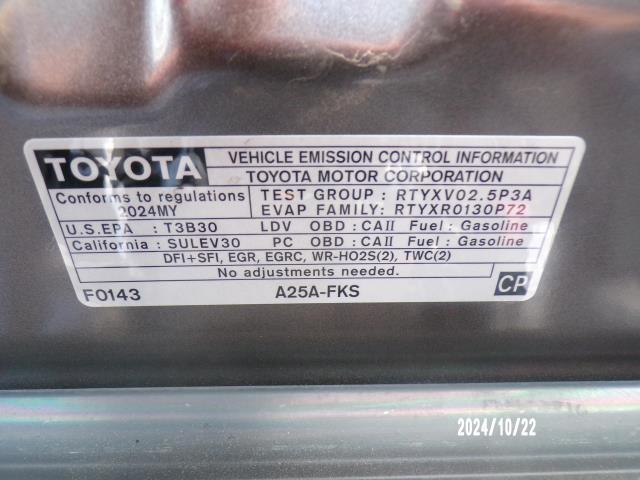 TOYOTA
VEHICLE EMISSION CONTROL INFORMATION
TOYOTA MOTOR CORPORATION
Conforms to regulations
2024MY
TEST GROUP : RTYXV02.5P3A
EVAP FAMILY: RTYXR0130P72
U.S.EPA : T3B30 LDV OBD : CAII Fuel : Gasoline
California : SULEV30 PC OBD : CAII Fuel : Gasoline
DFI+SFI, EGR, EGRC, WR-HO2S(2), TWC(2)
No adjustments needed.
F0143 A25A-FKS CP
2024/10/22